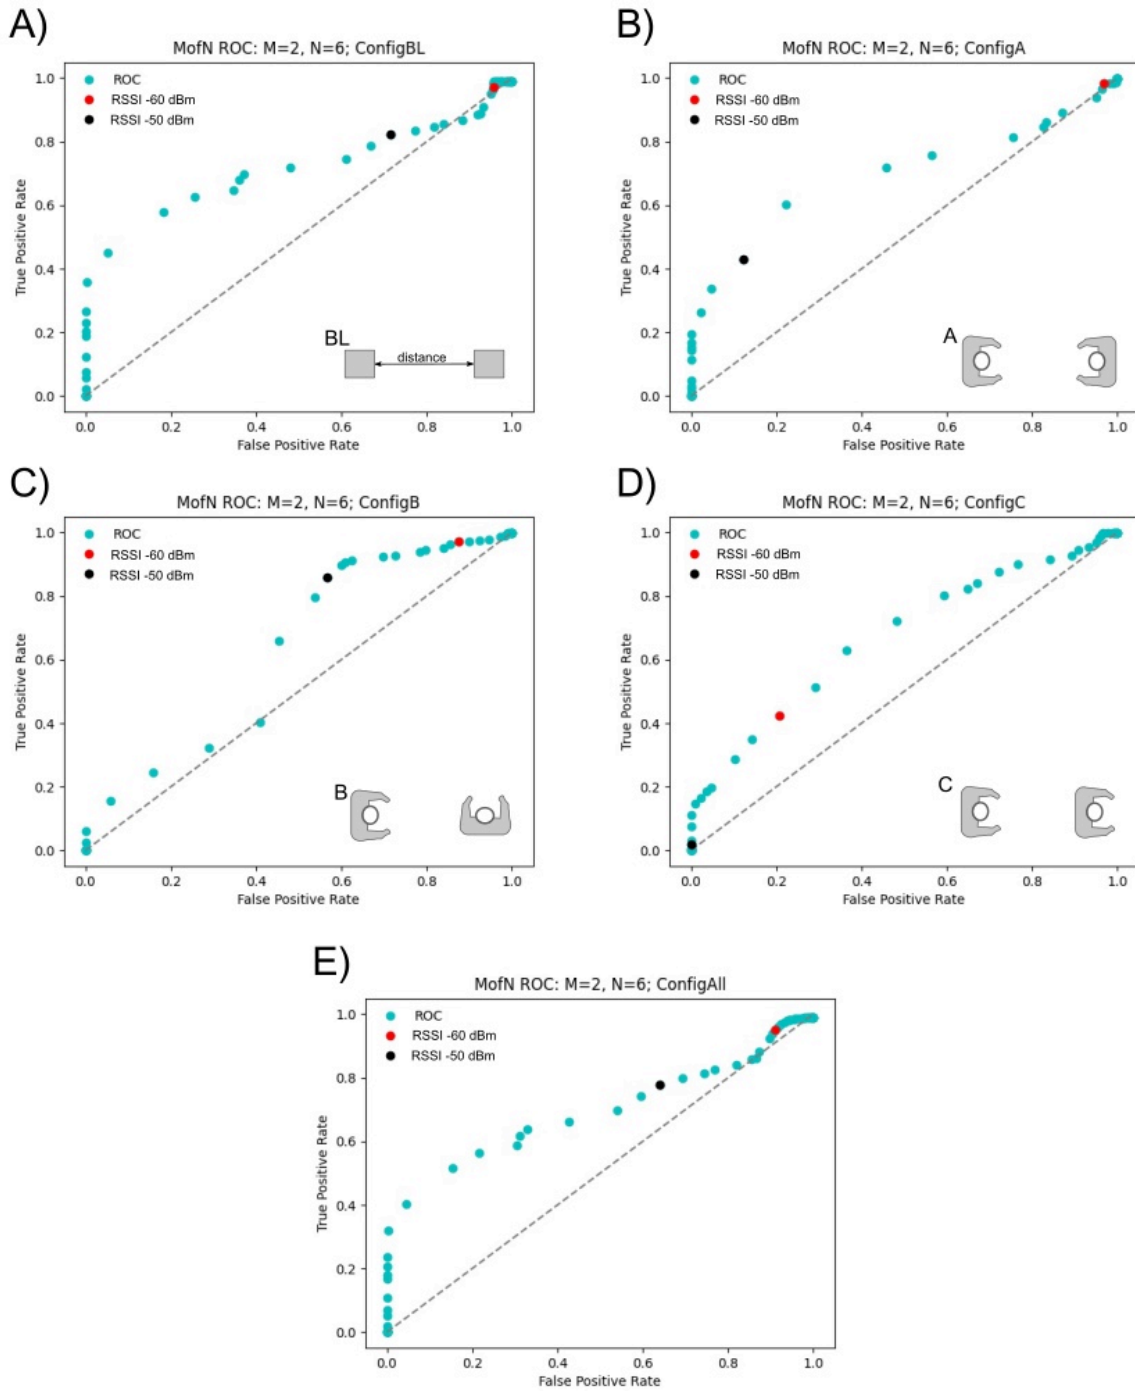 A)
MofN ROC: M=2, N=6; ConfigBL
1.0
0.8
0.6
0.4
0.2
0.0
True Positive Rate
ROC
RSSI -60 dBm
RSSI -50 dBm
BL
distance
0.0 0.2 0.4 0.6 0.8 1.0
False Positive Rate
B)
MofN ROC: M=2, N=6; ConfigA
1.0
0.8
0.6
0.4
0.2
0.0
True Positive Rate
ROC
RSSI -60 dBm
RSSI -50 dBm
A
0.0 0.2 0.4 0.6 0.8 1.0
False Positive Rate
C)
MofN ROC: M=2, N=6; ConfigB
1.0
0.8
0.6
0.4
0.2
0.0
True Positive Rate
ROC
RSSI -60 dBm
RSSI -50 dBm
B
0.0 0.2 0.4 0.6 0.8 1.0
False Positive Rate
D)
MofN ROC: M=2, N=6; ConfigC
1.0
0.8
0.6
0.4
0.2
0.0
True Positive Rate
ROC
RSSI -60 dBm
RSSI -50 dBm
C
0.0 0.2 0.4 0.6 0.8 1.0
False Positive Rate
E)
MofN ROC: M=2, N=6; ConfigAll
1.0
0.8
0.6
0.4
0.2
0.0
True Positive Rate
ROC
RSSI -60 dBm
RSSI -50 dBm
0.0 0.2 0.4 0.6 0.8 1.0
False Positive Rate